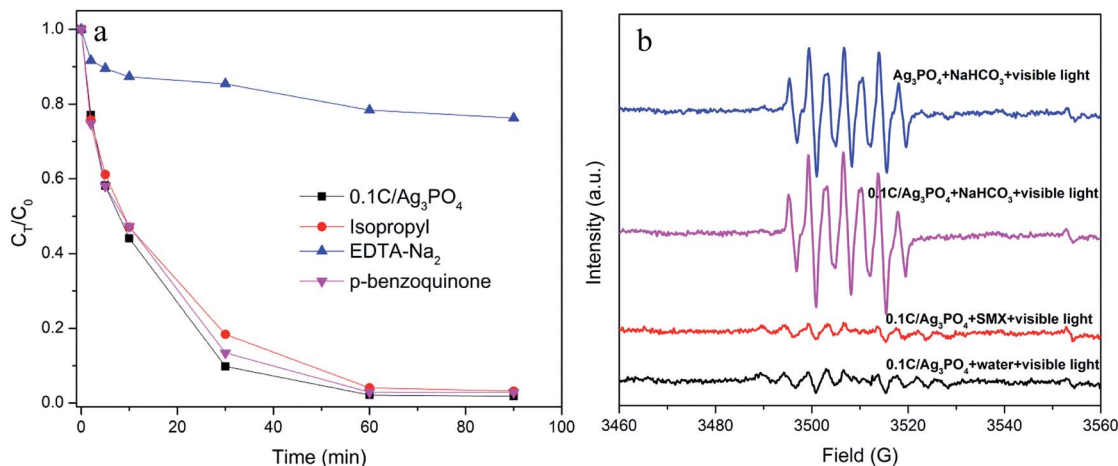 a
1.0
0.8
0.6
0.4
0.2
0.0
C_T/C_0
0.1C/Ag₃PO₄
Isopropyl
EDTA-Na₂
p-benzoquinone
0 20 40 60 80 100
Time (min)
b
Intensity (a.u.)
Ag₃PO₄+NaHCO₃+visible light
0.1C/Ag₃PO₄+NaHCO₃+visible light
0.1C/Ag₃PO₄+SMX+visible light
0.1C/Ag₃PO₄+water+visible light
3460 3480 3500 3520 3540 3560
Field (G)